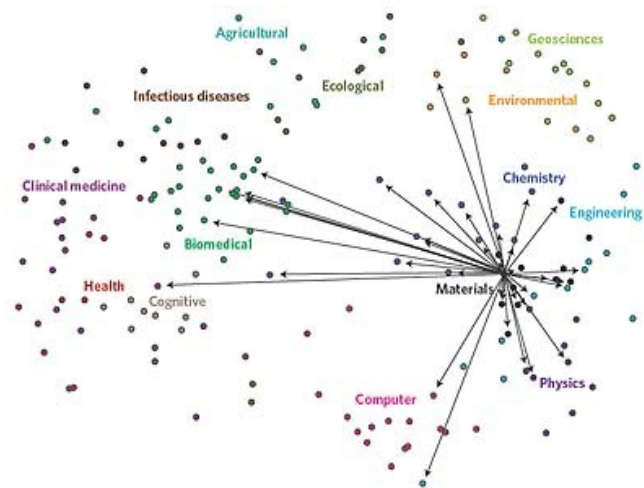 Agricultural
Geosciences
Ecological
Infectious diseases
Environmental
Chemistry
Clinical medicine
Engineering
Biomedical
Health
Materials
Cognitive
Physics
Computer